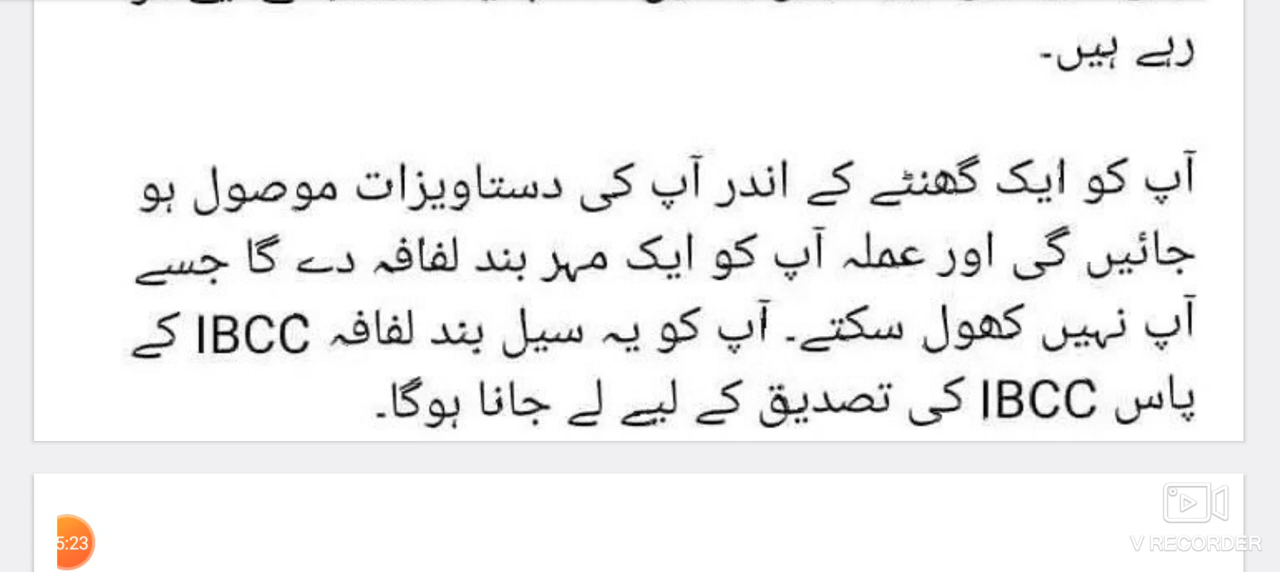 رہے ہیں۔
آپ کو ایک گھنٹے کے اندر آپ کی دستاویزات موصول ہو
جائیں گی اور عملہ آپ کو ایک مہر بند لفافہ دے گا جسے
آپ نہیں کھول سکتے۔ آپ کو یہ سیل بند لفافہ IBCC کے
پاس IBCC کی تصدیق کے لیے لے جانا ہوگا۔
5:23
V RECORDER